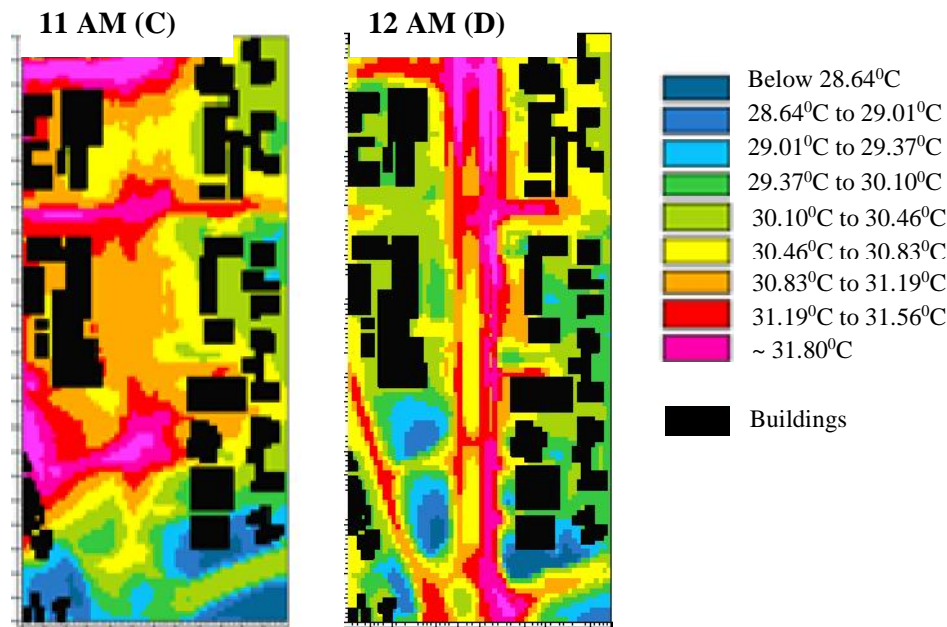 11 AM (C)
12 AM (D)
Below 28.64⁰C
28.64⁰C to 29.01⁰C
29.01⁰C to 29.37⁰C
29.37⁰C to 30.10⁰C
30.10⁰C to 30.46⁰C
30.46⁰C to 30.83⁰C
30.83⁰C to 31.19⁰C
31.19⁰C to 31.56⁰C
~ 31.80⁰C
Buildings